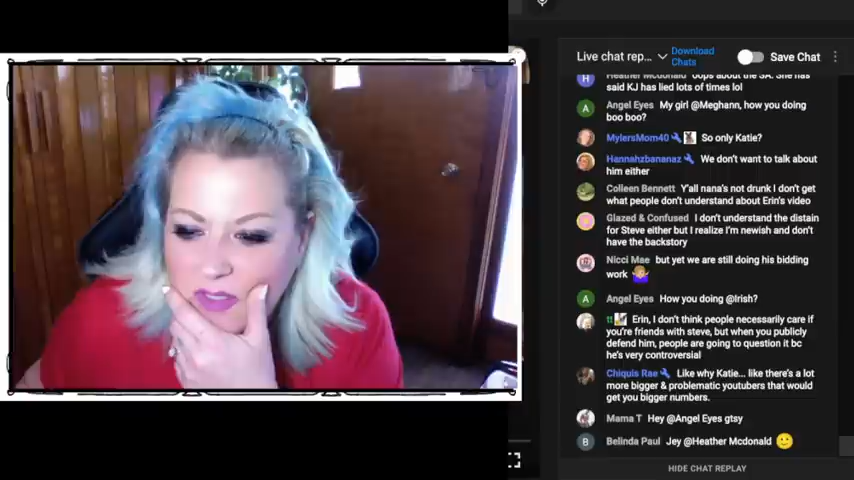 Live chat rep...
Download
Chats
Save Chat
Heather Mcdonald Oops about the SA. She has
said KJ has lied lots of times lol
Angel Eyes My girl @Meghann, how you doing
boo boo?
MylersMom40 So only Katie?
Hannahzbananaz We don't want to talk about
him either
Colleen Bennett Y'all nana's not drunk I don't get
what people don't understand about Erin's video
Glazed & Confused I don't understand the distain
for Steve either but I realize I'm newish and don't
have the backstory
Nicci Mae but yet we are still doing his bidding
work
Angel Eyes How you doing @Irish?
tt Erin, I don't think people necessarily care if
you're friends with steve, but when you publicly
defend him, people are going to question it bc
he's very controversial
Chiquis Rae Like why Katie... like there's a lot
more bigger & problematic youtubers that would
get you bigger numbers.
Mama T Hey @Angel Eyes gtsy
Belinda Paul Jey @Heather Mcdonald
HIDE CHAT REPLAY